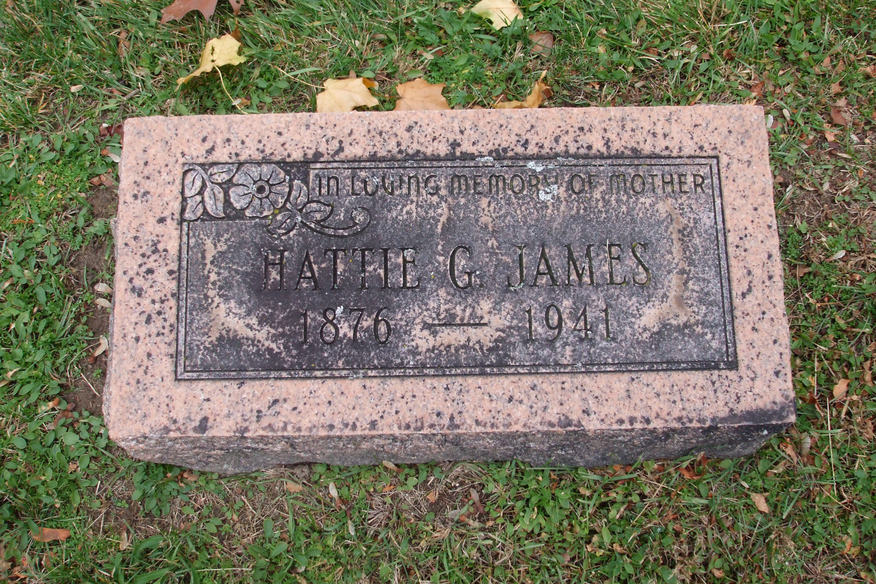 IN LOVING MEMORY OF MOTHER
HATTIE G. JAMES
1876 — 1941